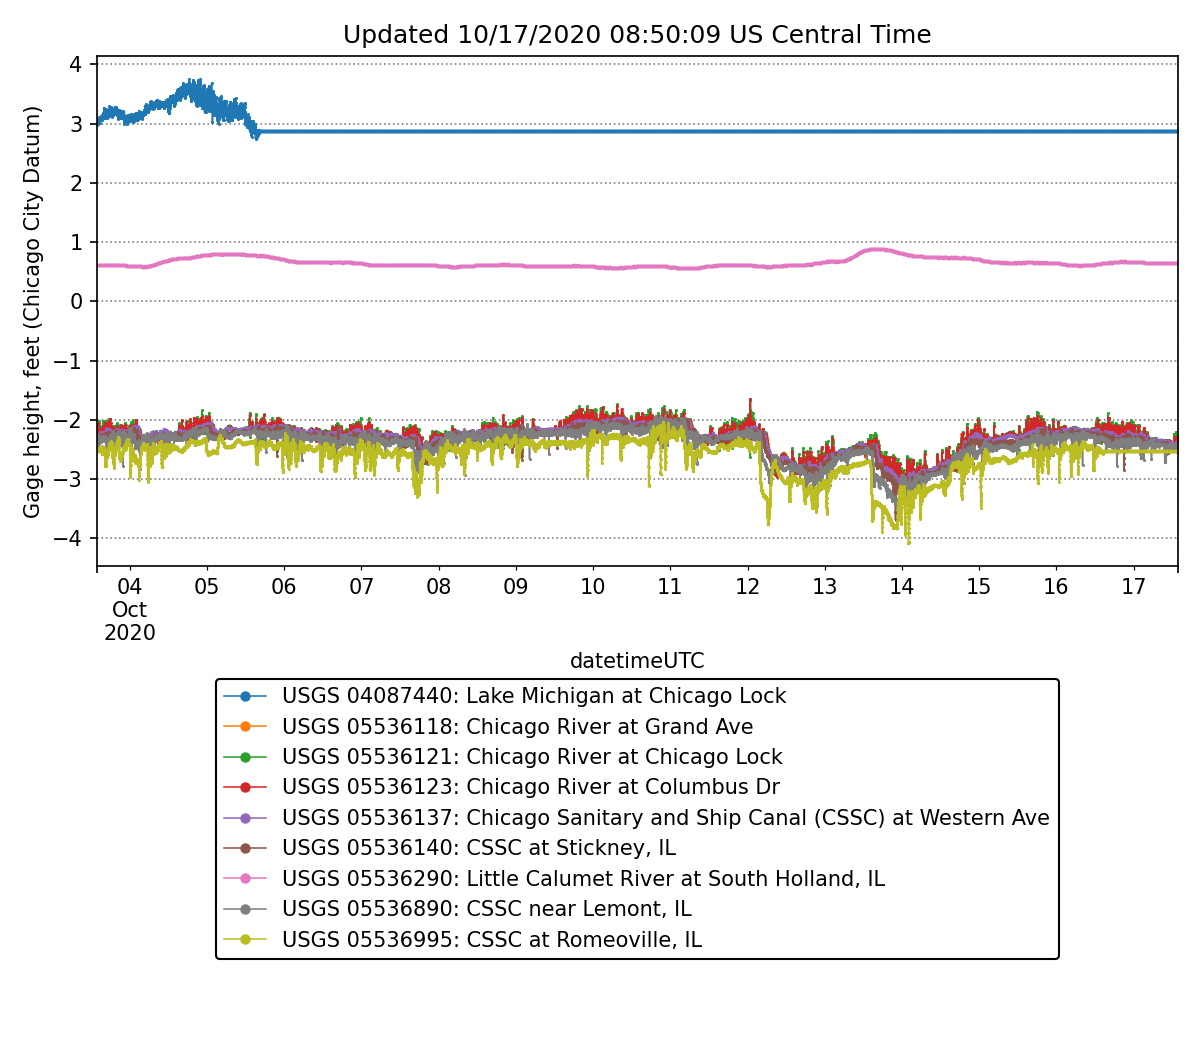 Updated 10/17/2020 08:50:09 US Central Time
Gage height, feet (Chicago City Datum)
4
3
2
1
0
−1
−2
−3
−4
04 05 06 07 08 09 10 11 12 13 14 15 16 17
Oct
2020
datetimeUTC
USGS 04087440: Lake Michigan at Chicago Lock
USGS 05536118: Chicago River at Grand Ave
USGS 05536121: Chicago River at Chicago Lock
USGS 05536123: Chicago River at Columbus Dr
USGS 05536137: Chicago Sanitary and Ship Canal (CSSC) at Western Ave
USGS 05536140: CSSC at Stickney, IL
USGS 05536290: Little Calumet River at South Holland, IL
USGS 05536890: CSSC near Lemont, IL
USGS 05536995: CSSC at Romeoville, IL